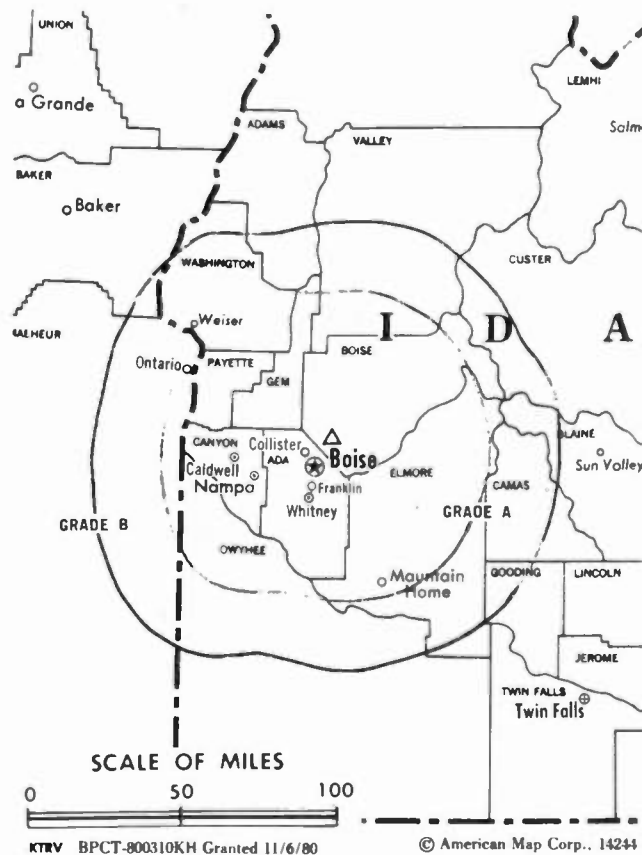 UNION
LEMHI
a Grande
ADAMS
VALLEY
Salm
BAKER
Baker
CUSTER
WASHINGTON
I D A
MALHEUR
Weiser
BOISE
Ontario
PAYETTE
GEM
CANYON
Collister
ADA
Boise
BLAINE
Caldwell
ELMORE
Sun Valley
Nampa
Franklin
CAMAS
Whitney
GRADE B
GRADE A
OWYHEE
Mountain
Home
GOODING
LINCOLN
JEROME
TWIN FALLS
Twin Falls
SCALE OF MILES
0 50 100
KTRV BPCT-800310KH Granted 11/6/80
© American Map Corp., 14244